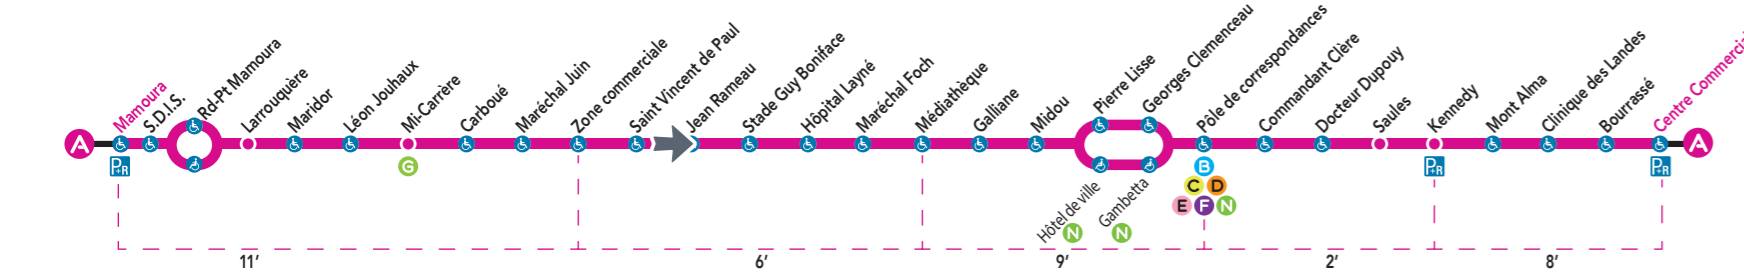 A
Mamoura
S.D.I.S.
Rd-Pt Mamoura
Larrouquère
Maridor
Léon Jouhaux
Mi-Carrère
Carboué
Maréchal Juin
Zone commerciale
Saint Vincent de Paul
Jean Rameau
Stade Guy Boniface
Hôpital Layné
Maréchal Foch
Médiathèque
Galliane
Midou
Pierre Lisse
Georges Clemenceau
Pôle de correspondances
Commandant Clère
Docteur Dupouy
Saules
Kennedy
Mont Alma
Clinique des Landes
Bourrassé
Centre Commercial
A
P+R
G
Hôtel de ville
N
Gambetta
N
B
C D
E F N
P+R
P+R
11’
6’
9’
2’
8’